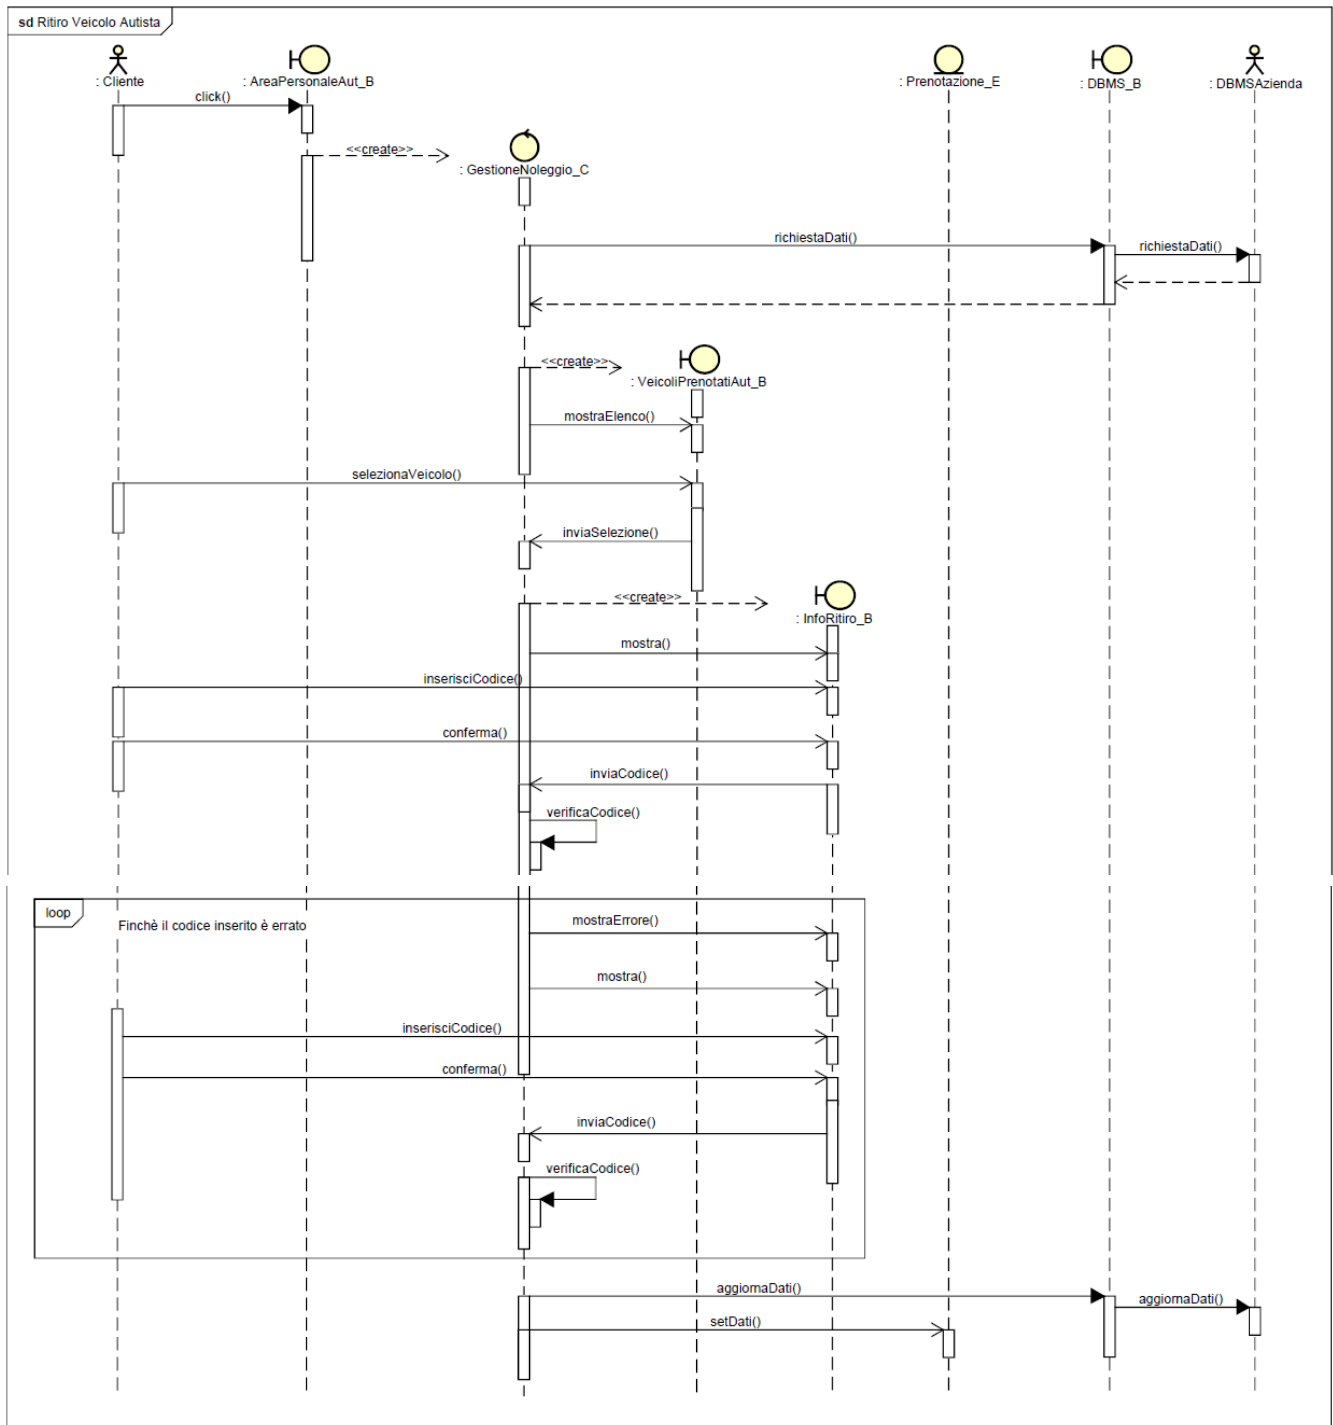 sd Ritiro Veicolo Autista
: Cliente
: AreaPersonaleAut_B
: Prenotazione_E
: DBMS_B
: DBMSAzienda
click()
<<create>>
: GestioneNoleggio_C
richiestaDati()
richiestaDati()
<<create>>
: VeicoliPrenotatiAut_B
mostraElenco()
selezionaVeicolo()
inviaSelezione()
<<create>>
: InfoRitiro_B
mostra()
inserisciCodice()
conferma()
inviaCodice()
verificaCodice()
loop
Finchè il codice inserito è errato
mostraErrore()
mostra()
inserisciCodice()
conferma()
inviaCodice()
verificaCodice()
aggiornaDati()
aggiornaDati()
setDati()